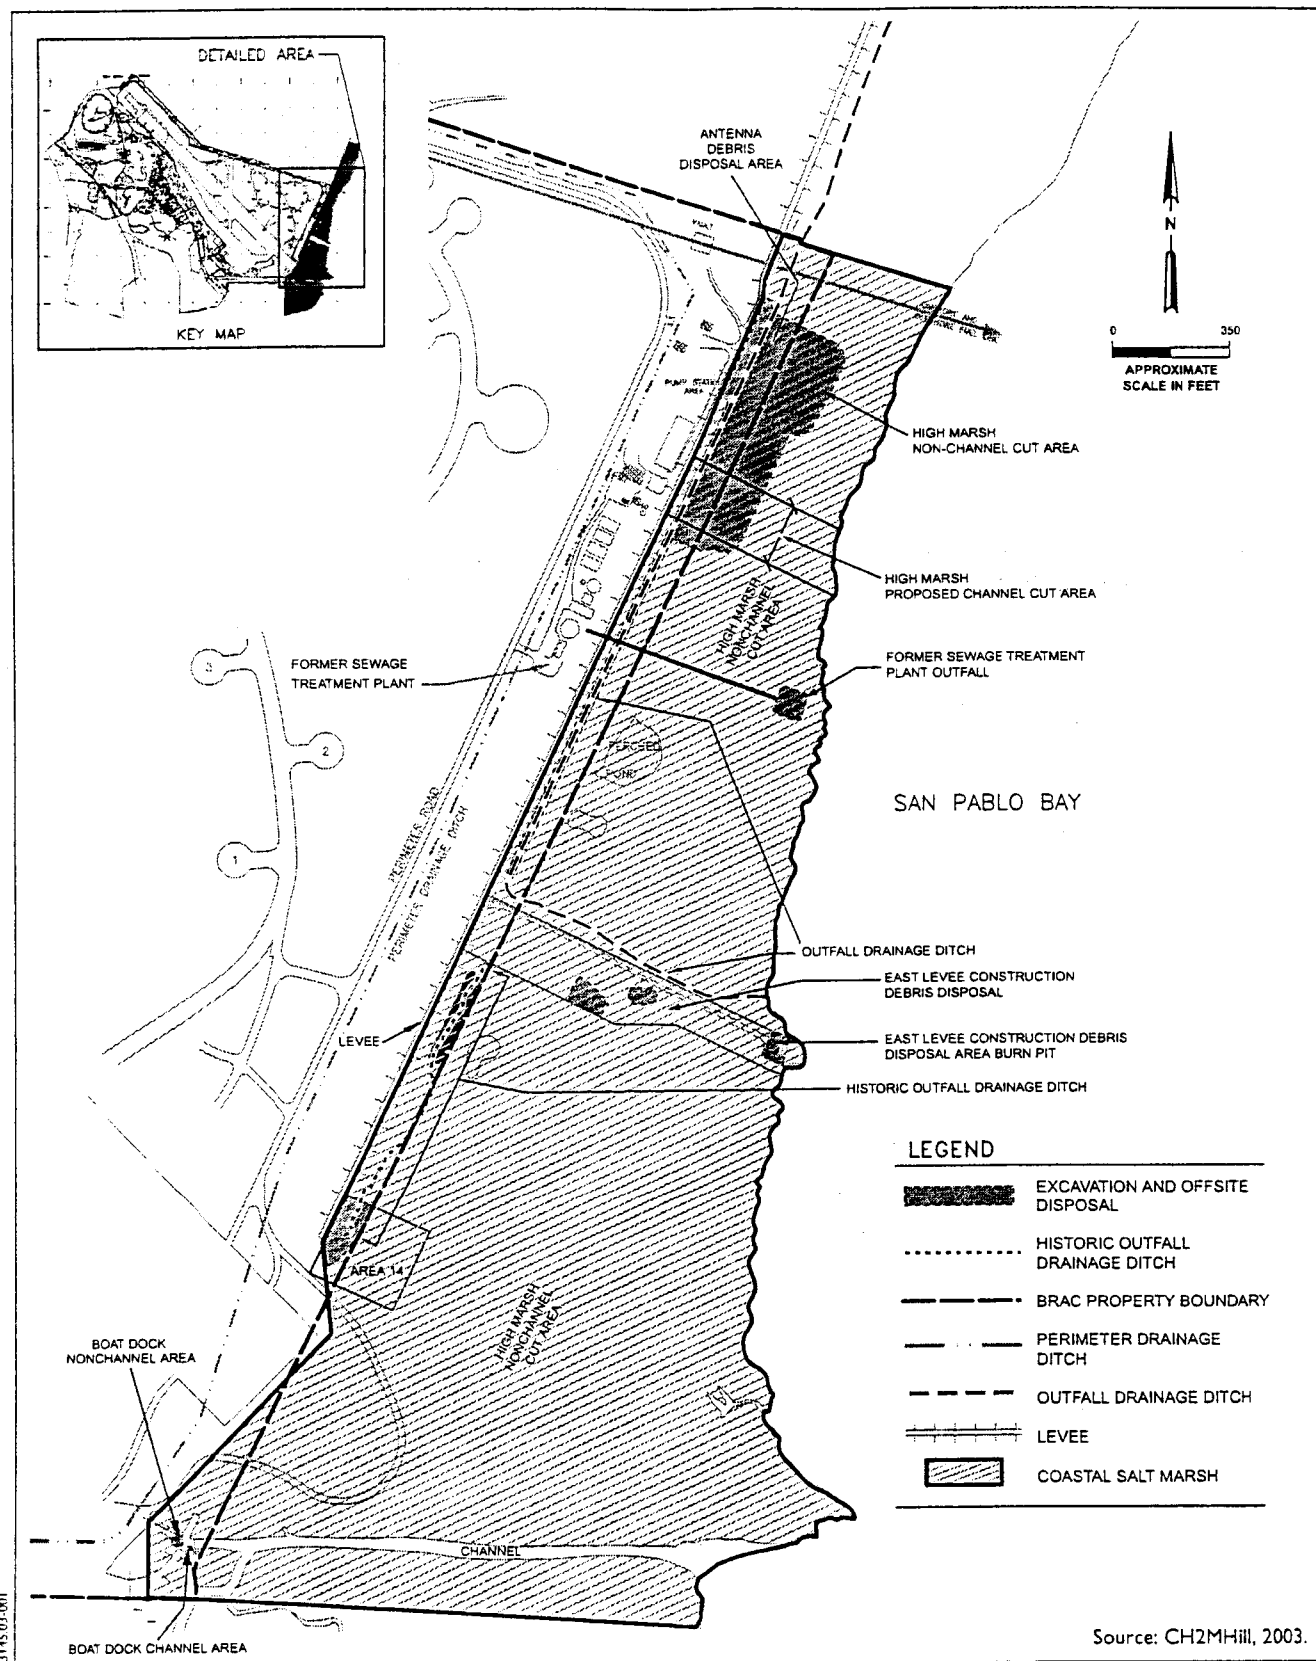 DETAILED AREA
KEY MAP
ANTENNA
DEBRIS
DISPOSAL AREA
N
0 350
APPROXIMATE
SCALE IN FEET
PUMP STATION
AREA
HIGH MARSH
NON-CHANNEL CUT AREA
HIGH MARSH
PROPOSED CHANNEL CUT AREA
HIGH MARSH
NONCHANNEL
CUT AREA
FORMER SEWAGE TREATMENT
PLANT OUTFALL
FORMER SEWAGE
TREATMENT PLANT
3
2
1
PERCHED
POND
PERIMETER ROAD
PERIMETER DRAINAGE DITCH
SAN PABLO BAY
OUTFALL DRAINAGE DITCH
EAST LEVEE CONSTRUCTION
DEBRIS DISPOSAL
LEVEE
EAST LEVEE CONSTRUCTION DEBRIS
DISPOSAL AREA BURN PIT
HISTORIC OUTFALL DRAINAGE DITCH
AREA 14
HIGH MARSH
NONCHANNEL
CUT AREA
BOAT DOCK
NONCHANNEL AREA
CHANNEL
BOAT DOCK CHANNEL AREA
LEGEND
EXCAVATION AND OFFSITE
DISPOSAL
HISTORIC OUTFALL
DRAINAGE DITCH
BRAC PROPERTY BOUNDARY
PERIMETER DRAINAGE
DITCH
OUTFALL DRAINAGE DITCH
LEVEE
COASTAL SALT MARSH
Source: CH2MHill, 2003.